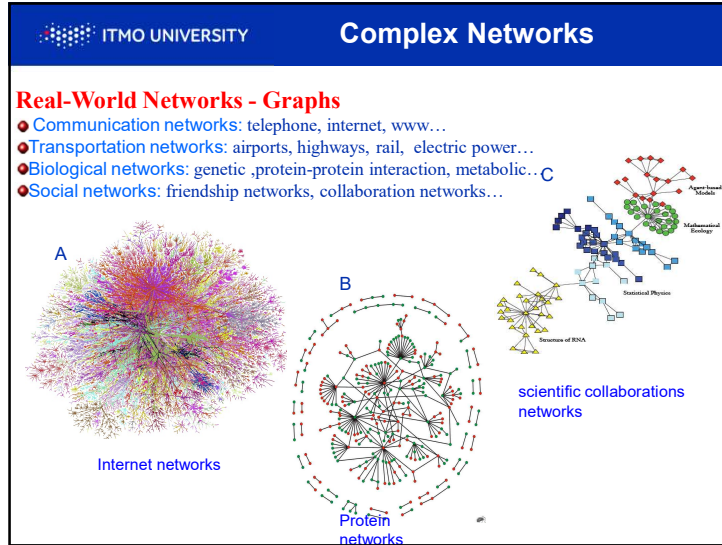 ITMO UNIVERSITY
Complex Networks
Real-World Networks - Graphs
Communication networks: telephone, internet, www…
Transportation networks: airports, highways, rail, electric power…
Biological networks: genetic ,protein-protein interaction, metabolic…
Social networks: friendship networks, collaboration networks…
A
B
C
Agent-based
Models
Mathematical
Ecology
Statistical Physics
Structure of RNA
scientific collaborations
networks
Internet networks
Protein
networks